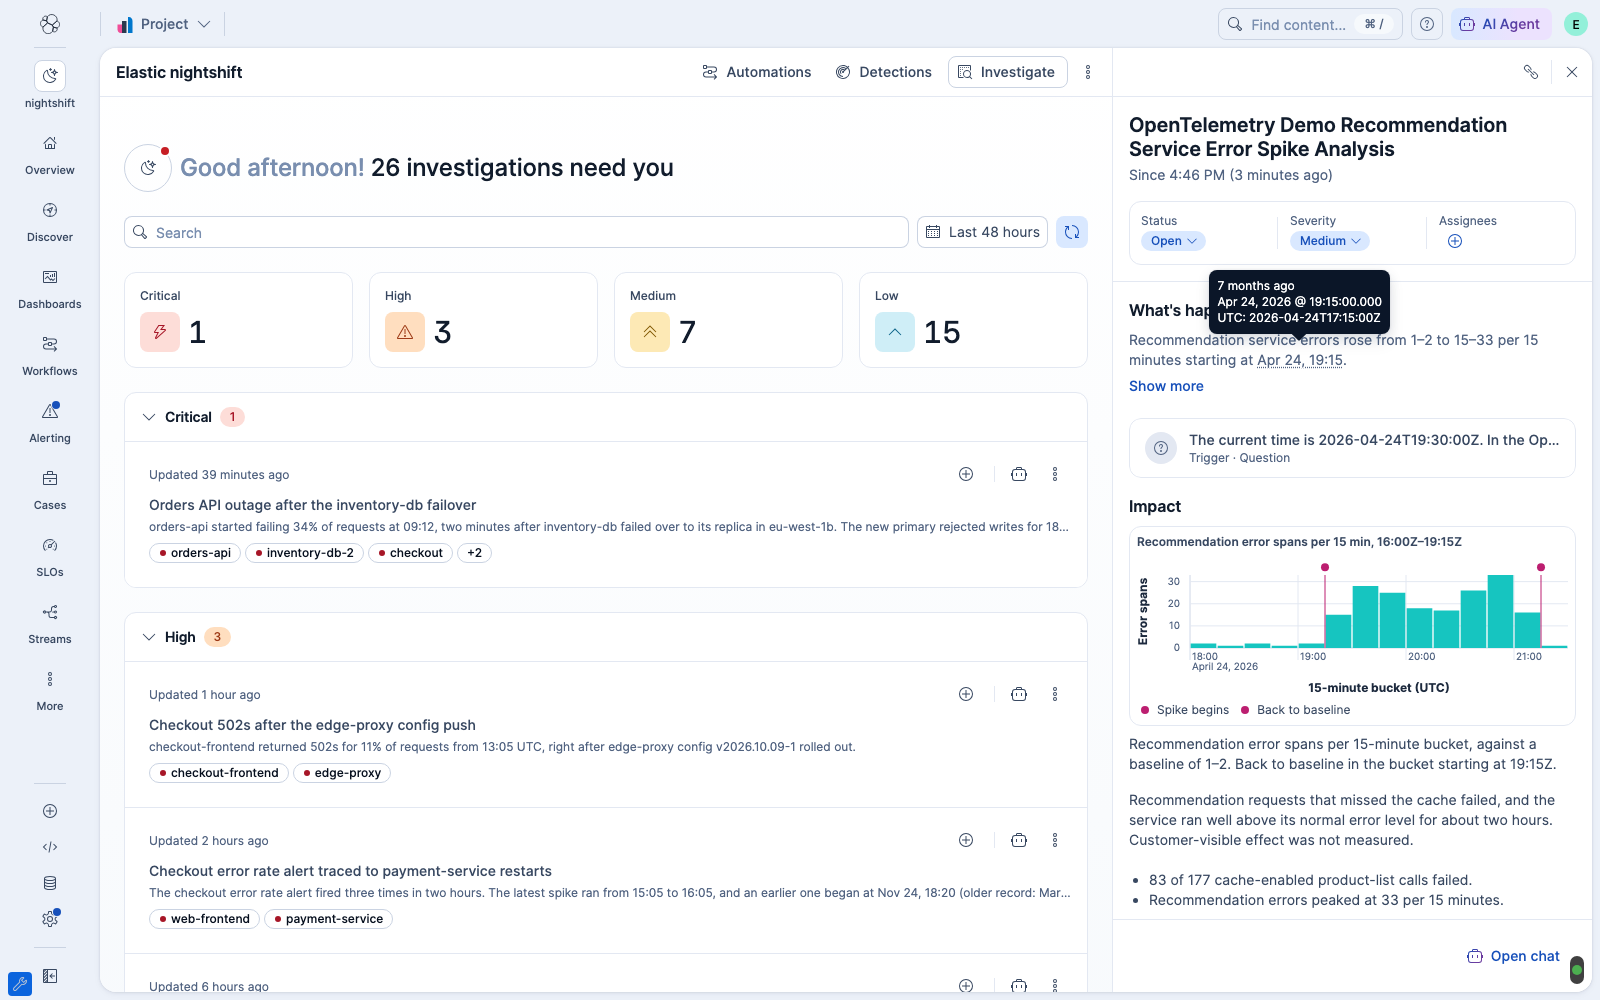 Project
Find content...
⌘ /
AI Agent
E
nightshift
Overview
Discover
Dashboards
Workflows
Alerting
Cases
SLOs
Streams
More
Elastic nightshift
Automations
Detections
Investigate
Good afternoon! 26 investigations need you
Search
Last 48 hours
Critical
1
High
3
Medium
7
Low
15
Critical 1
Updated 39 minutes ago
Orders API outage after the inventory-db failover
orders-api started failing 34% of requests at 09:12, two minutes after inventory-db failed over to its replica in eu-west-1b. The new primary rejected writes for 18...
orders-api
inventory-db-2
checkout
+2
High 3
Updated 1 hour ago
Checkout 502s after the edge-proxy config push
checkout-frontend returned 502s for 11% of requests from 13:05 UTC, right after edge-proxy config v2026.10.09-1 rolled out.
checkout-frontend
edge-proxy
Updated 2 hours ago
Checkout error rate alert traced to payment-service restarts
The checkout error rate alert fired three times in two hours. The latest spike ran from 15:05 to 16:05, and an earlier one began at Nov 24, 18:20 (older record: Mar...
web-frontend
payment-service
Updated 6 hours ago
OpenTelemetry Demo Recommendation
Service Error Spike Analysis
Since 4:46 PM (3 minutes ago)
Status
Open
Severity
Medium
Assignees
7 months ago
Apr 24, 2026 @ 19:15:00.000
UTC: 2026-04-24T17:15:00Z
What's hap
Recommendation service errors rose from 1–2 to 15–33 per 15
minutes starting at Apr 24, 19:15.
Show more
The current time is 2026-04-24T19:30:00Z. In the Op...
Trigger · Question
Impact
Recommendation error spans per 15 min, 16:00Z–19:15Z
Error spans
30
20
10
0
18:00
19:00
20:00
21:00
April 24, 2026
15-minute bucket (UTC)
Spike begins
Back to baseline
Recommendation error spans per 15-minute bucket, against a
baseline of 1–2. Back to baseline in the bucket starting at 19:15Z.
Recommendation requests that missed the cache failed, and the
service ran well above its normal error level for about two hours.
Customer-visible effect was not measured.
• 83 of 177 cache-enabled product-list calls failed.
• Recommendation errors peaked at 33 per 15 minutes.
Open chat